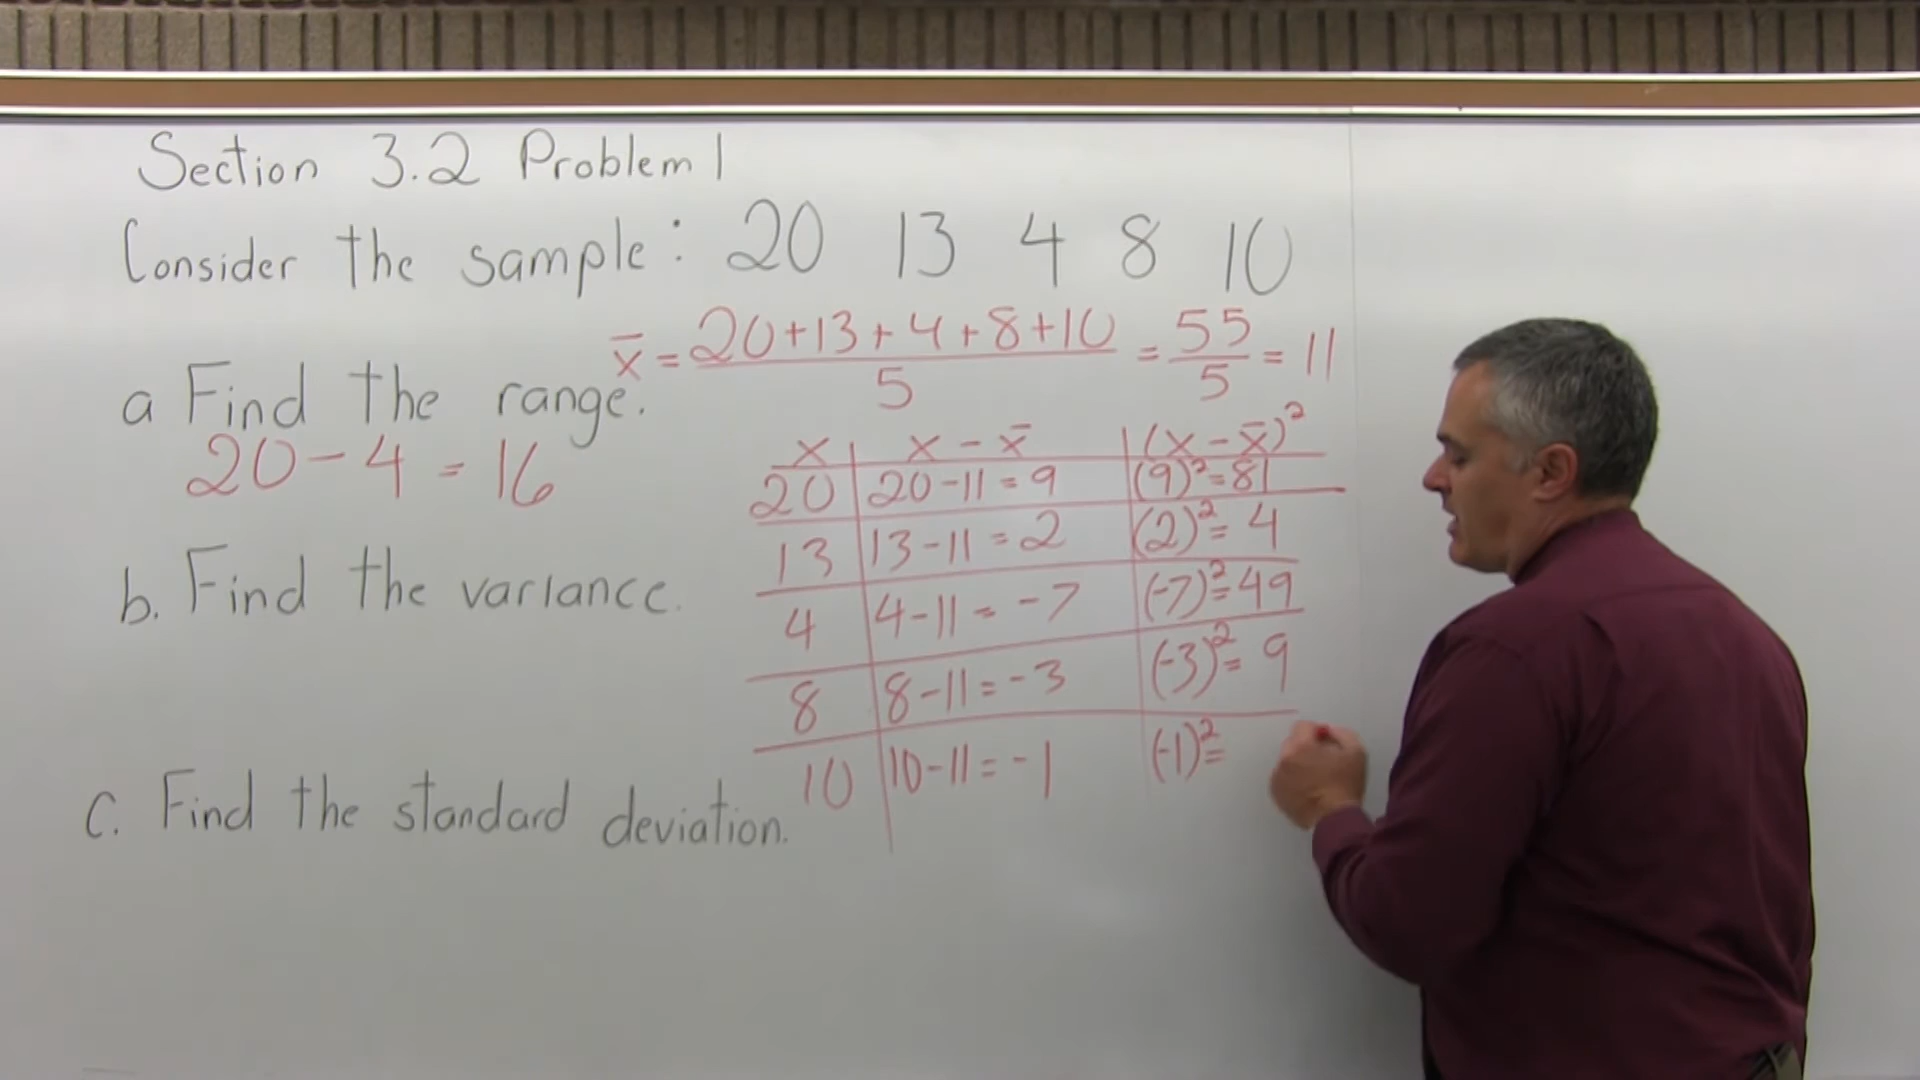 Section 3.2 Problem 1
Consider the sample: 20 13 4 8 10
x̄ = 20+13+4+8+10 / 5 = 55 / 5 = 11
a Find the range.
20 - 4 = 16
x | x - x̄ | (x - x̄)²
20 | 20-11 = 9 | (9)² = 81
13 | 13-11 = 2 | (2)² = 4
4 | 4-11 = -7 | (-7)² = 49
8 | 8-11 = -3 | (-3)² = 9
10 | 10-11 = -1 | (-1)² =
b. Find the variance.
c. Find the standard deviation.